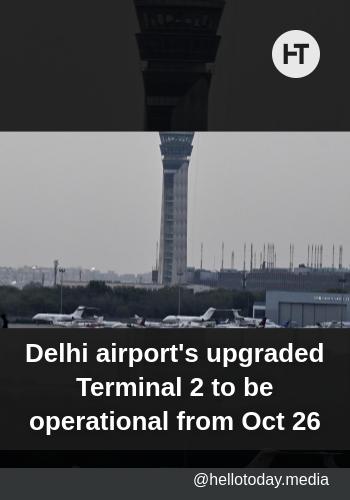 HT
Delhi airport's upgraded
Terminal 2 to be
operational from Oct 26
@hellotoday.media